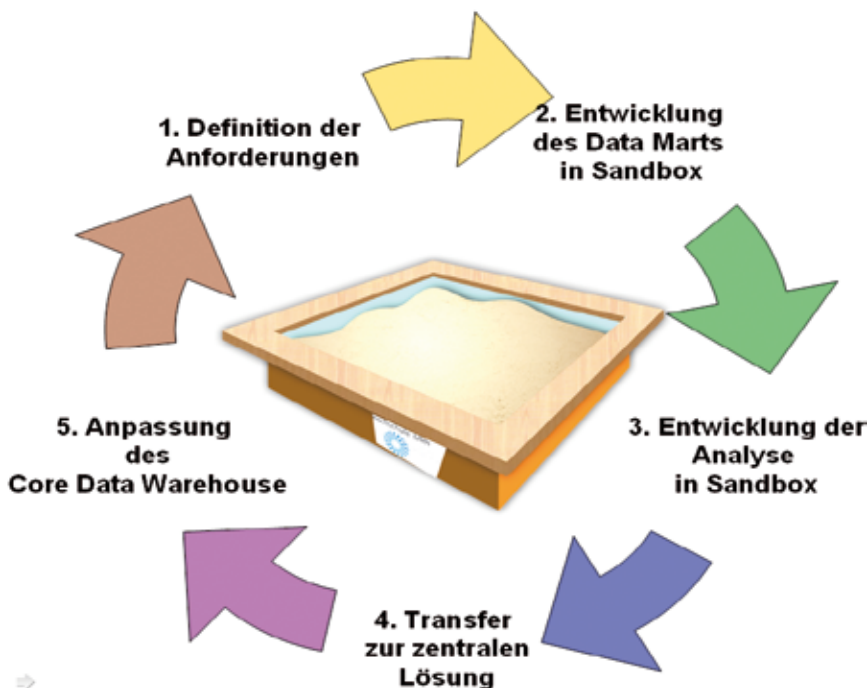 1. Definition der
Anforderungen
2. Entwicklung
des Data Marts
in Sandbox
3. Entwicklung der
Analyse
in Sandbox
4. Transfer
zur zentralen
Lösung
5. Anpassung
des
Core Data Warehouse